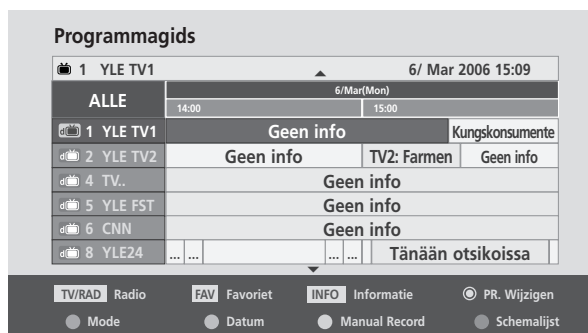 Programmagids
1 YLE TV1 6/ Mar 2006 15:09
ALLE 6/Mar(Mon)
14:00 15:00
1 YLE TV1 Geen info Kungskonsumente
2 YLE TV2 Geen info TV2: Farmen Geen info
4 TV.. Geen info
5 YLE FST Geen info
6 CNN Geen info
8 YLE24 ... ... ... ... Tänään otsikoissa
TV/RAD Radio FAV Favoriet INFO Informatie PR. Wijzigen
Mode Datum Manual Record Schemalijst